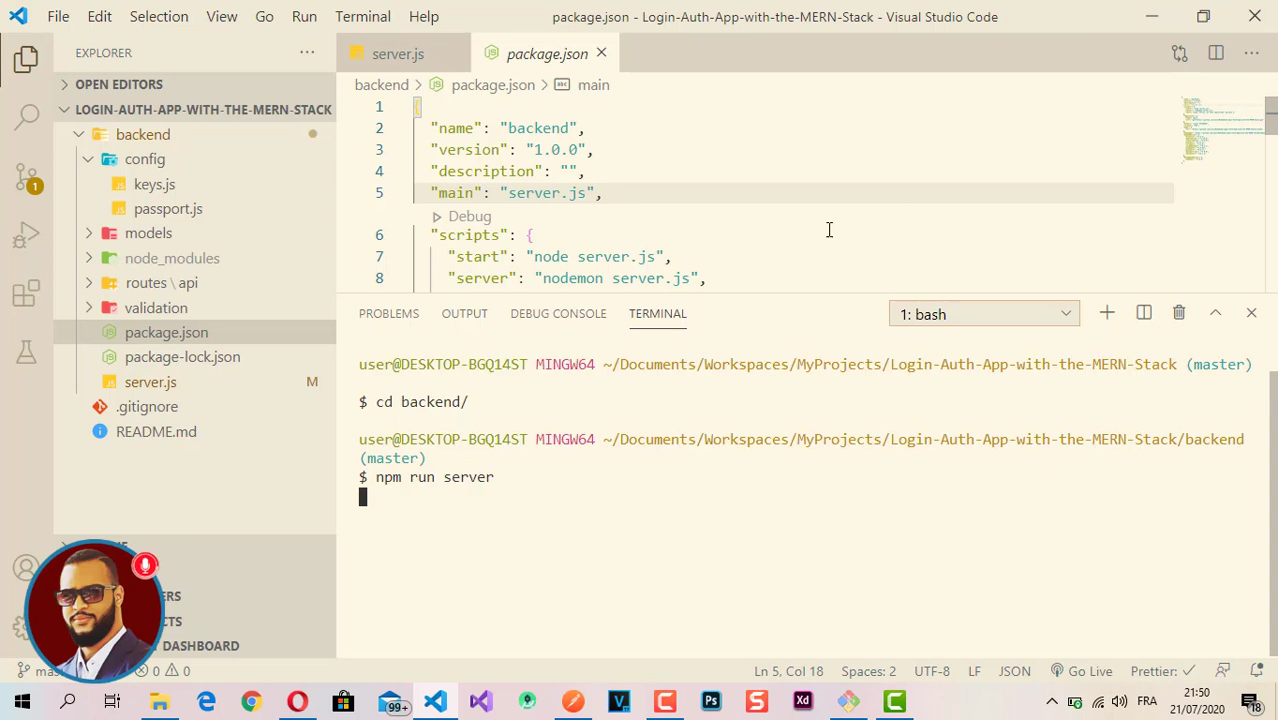 File Edit Selection View Go Run Terminal Help package.json - Login-Auth-App-with-the-MERN-Stack - Visual Studio Code
EXPLORER
server.js package.json
OPEN EDITORS
backend package.json main
LOGIN-AUTH-APP-WITH-THE-MERN-STACK
backend
config
keys.js
passport.js
models
node_modules
routes \ api
validation
package.json
package-lock.json
server.js M
.gitignore
README.md
1
1 {
2 "name": "backend",
3 "version": "1.0.0",
4 "description": "",
5 "main": "server.js",
Debug
6 "scripts": {
7 "start": "node server.js",
8 "server": "nodemon server.js",
PROBLEMS OUTPUT DEBUG CONSOLE TERMINAL 1: bash
user@DESKTOP-BGQ14ST MINGW64 ~/Documents/Workspaces/MyProjects/Login-Auth-App-with-the-MERN-Stack (master)
$ cd backend/
user@DESKTOP-BGQ14ST MINGW64 ~/Documents/Workspaces/MyProjects/Login-Auth-App-with-the-MERN-Stack/backend
(master)
$ npm run server
DASHBOARD
0 0 Ln 5, Col 18 Spaces: 2 UTF-8 LF JSON Go Live Prettier:
99+ Ps S Xd FRA 21:50
21/07/2020 18